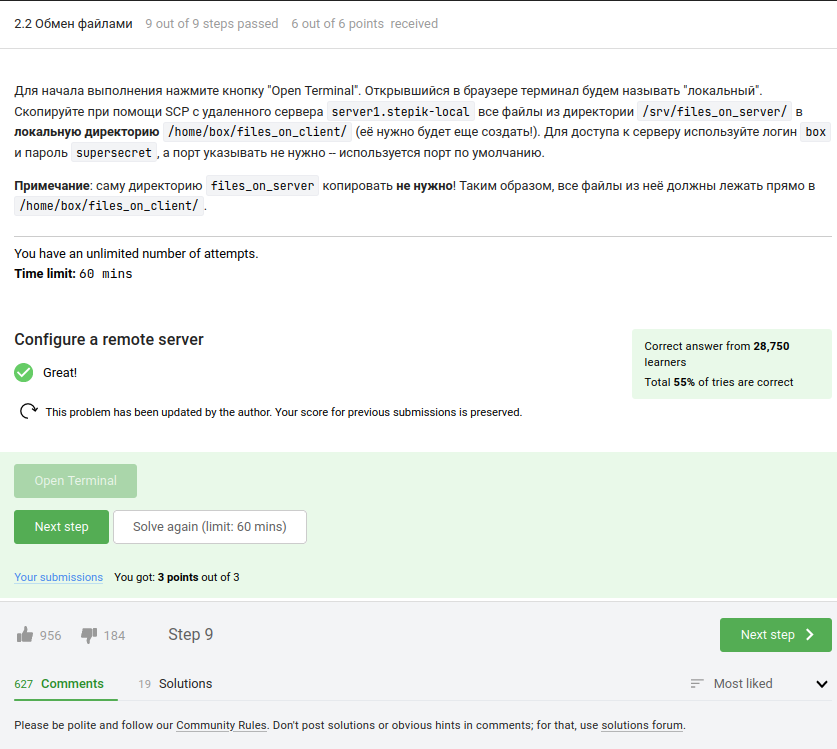 2.2 Обмен файлами 9 out of 9 steps passed 6 out of 6 points received
Для начала выполнения нажмите кнопку "Open Terminal". Открывшийся в браузере терминал будем называть "локальный".
Скопируйте при помощи SCP с удаленного сервера server1.stepik-local все файлы из директории /srv/files_on_server/ в
локальную директорию /home/box/files_on_client/ (её нужно будет еще создать!). Для доступа к серверу используйте логин box
и пароль supersecret, а порт указывать не нужно – используется порт по умолчанию.
Примечание: саму директорию files_on_server копировать не нужно! Таким образом, все файлы из неё должны лежать прямо в
/home/box/files_on_client/.
You have an unlimited number of attempts.
Time limit: 60 mins
Configure a remote server
Correct answer from 28,750
learners
Total 55% of tries are correct
Great!
This problem has been updated by the author. Your score for previous submissions is preserved.
Open Terminal
Next step Solve again (limit: 60 mins)
Your submissions You got: 3 points out of 3
956 184 Step 9 Next step
627 Comments 19 Solutions Most liked
Please be polite and follow our Community Rules. Don't post solutions or obvious hints in comments; for that, use solutions forum.